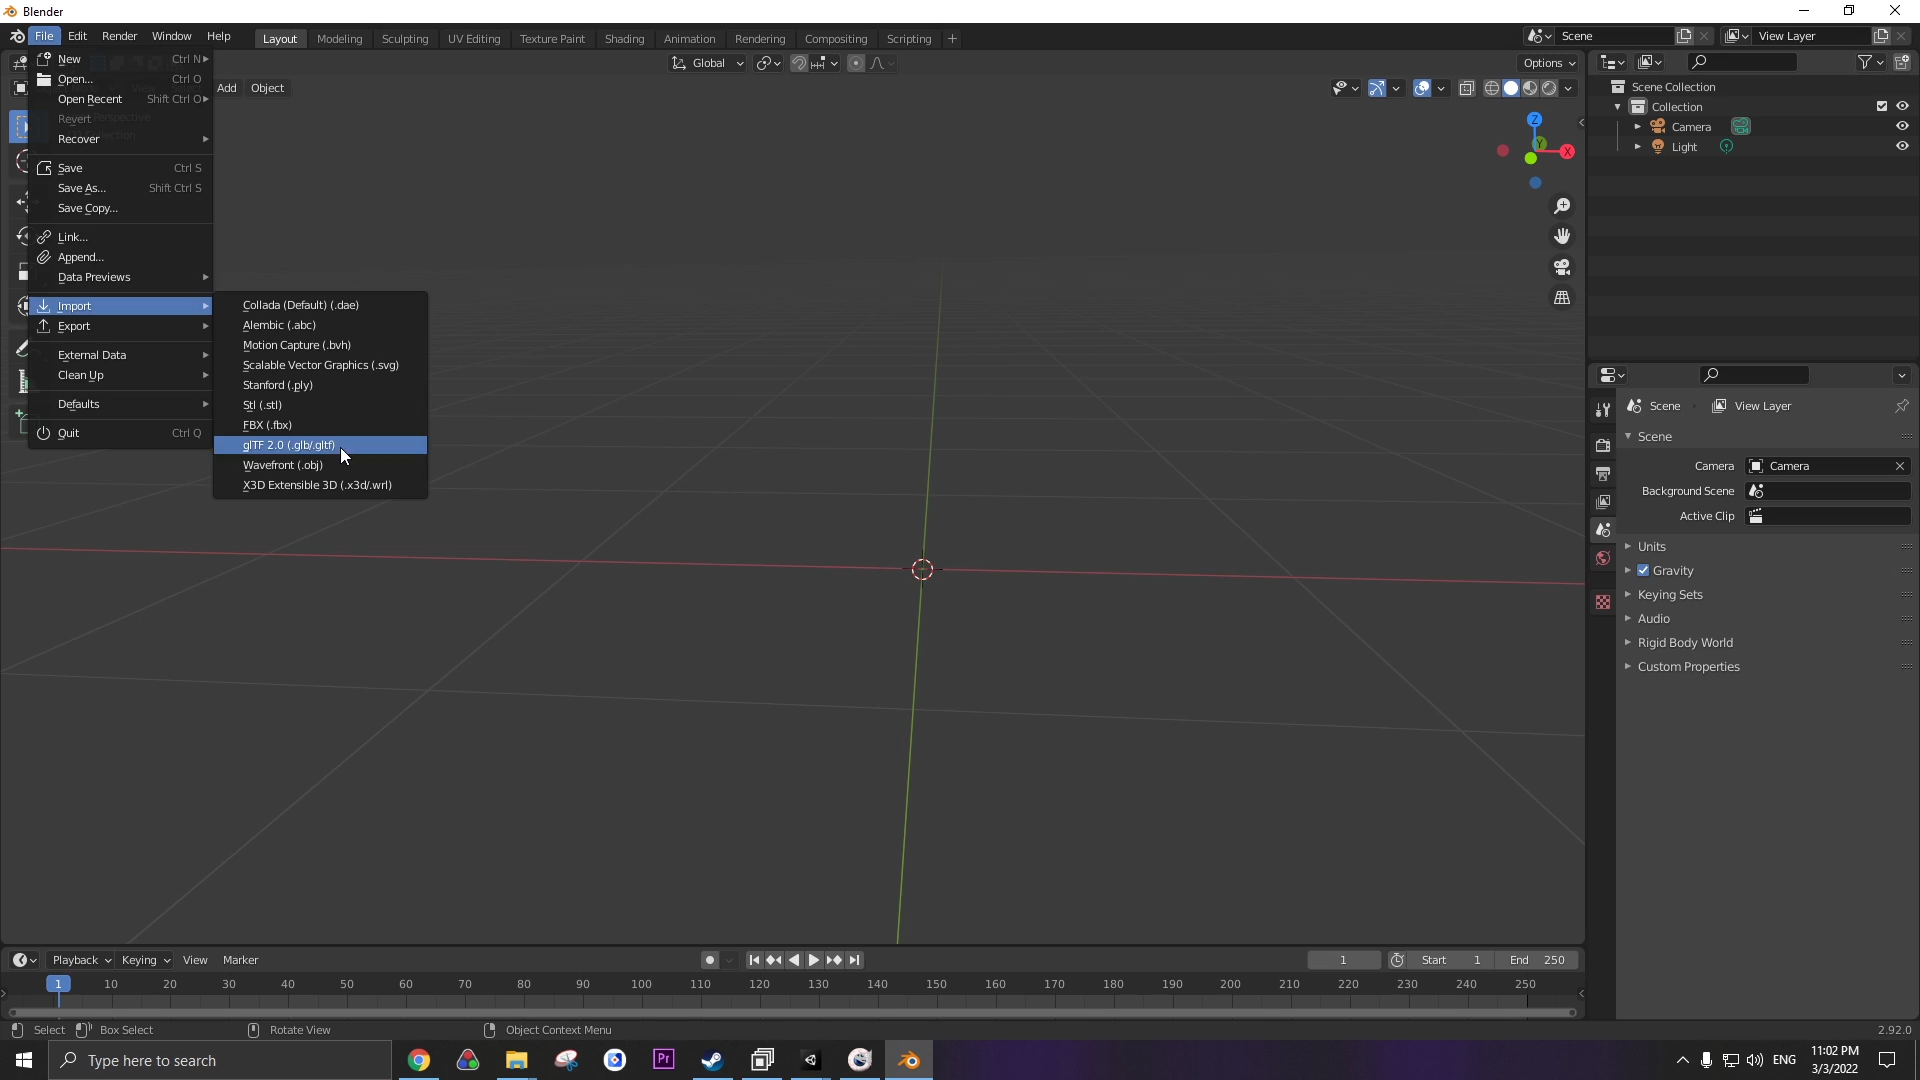 Blender
File Edit Render Window Help Layout Modeling Sculpting UV Editing Texture Paint Shading Animation Rendering Compositing Scripting + Scene View Layer
New Ctrl N
Open... Ctrl O
Open Recent Shift Ctrl O
Revert
Recover
Save Ctrl S
Save As... Shift Ctrl S
Save Copy...
Link...
Append...
Data Previews
Import
Export
External Data
Clean Up
Defaults
Quit Ctrl Q
Collada (Default) (.dae)
Alembic (.abc)
Motion Capture (.bvh)
Scalable Vector Graphics (.svg)
Stanford (.ply)
Stl (.stl)
FBX (.fbx)
glTF 2.0 (.glb/.gltf)
Wavefront (.obj)
X3D Extensible 3D (.x3d/.wrl)
Global Options
Add Object
Z
Y
X
Scene Collection
Collection
Camera
Light
Scene View Layer
Scene
Camera Camera
Background Scene
Active Clip
Units
Gravity
Keying Sets
Audio
Rigid Body World
Custom Properties
Playback Keying View Marker 1 Start 1 End 250
1 10 20 30 40 50 60 70 80 90 100 110 120 130 140 150 160 170 180 190 200 210 220 230 240 250
Select Box Select Rotate View Object Context Menu 2.92.0
Type here to search Pr ENG 11:02 PM
3/3/2022